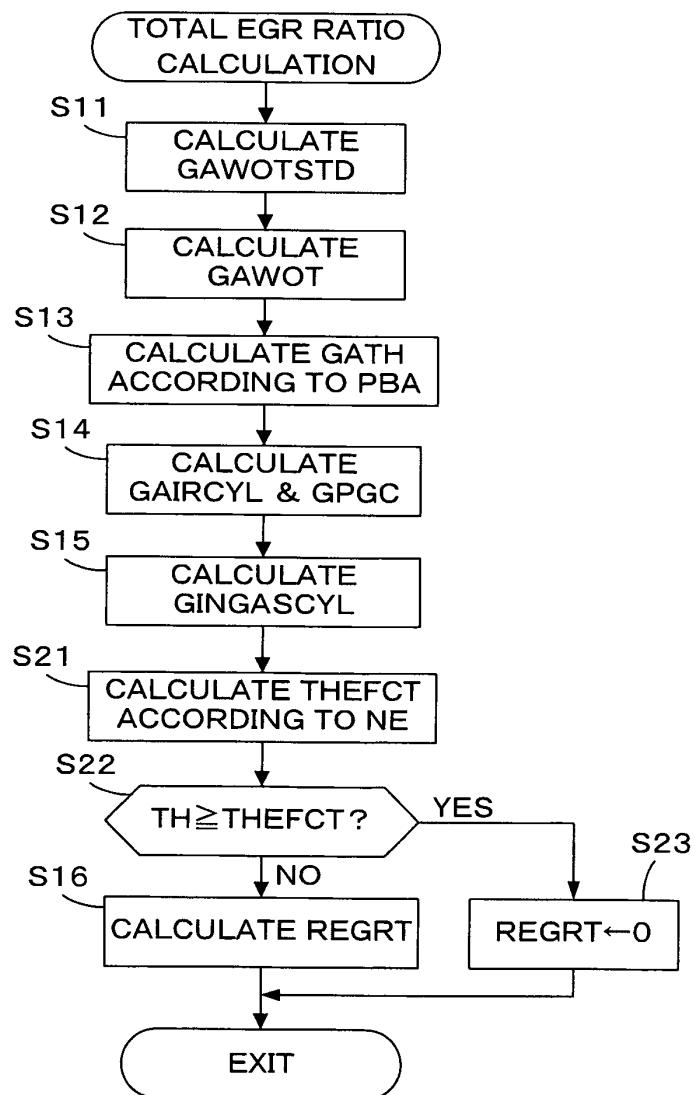 TOTAL EGR RATIO
CALCULATION
S11
CALCULATE
GAWOTSTD
S12
CALCULATE
GAWOT
S13
CALCULATE GATH
ACCORDING TO PBA
S14
CALCULATE
GAIRCYL & GPGC
S15
CALCULATE
GINGASCYL
S21
CALCULATE THEFCT
ACCORDING TO NE
S22
TH≧THEFCT?
YES
NO
S16
CALCULATE REGRT
S23
REGRT←0
EXIT